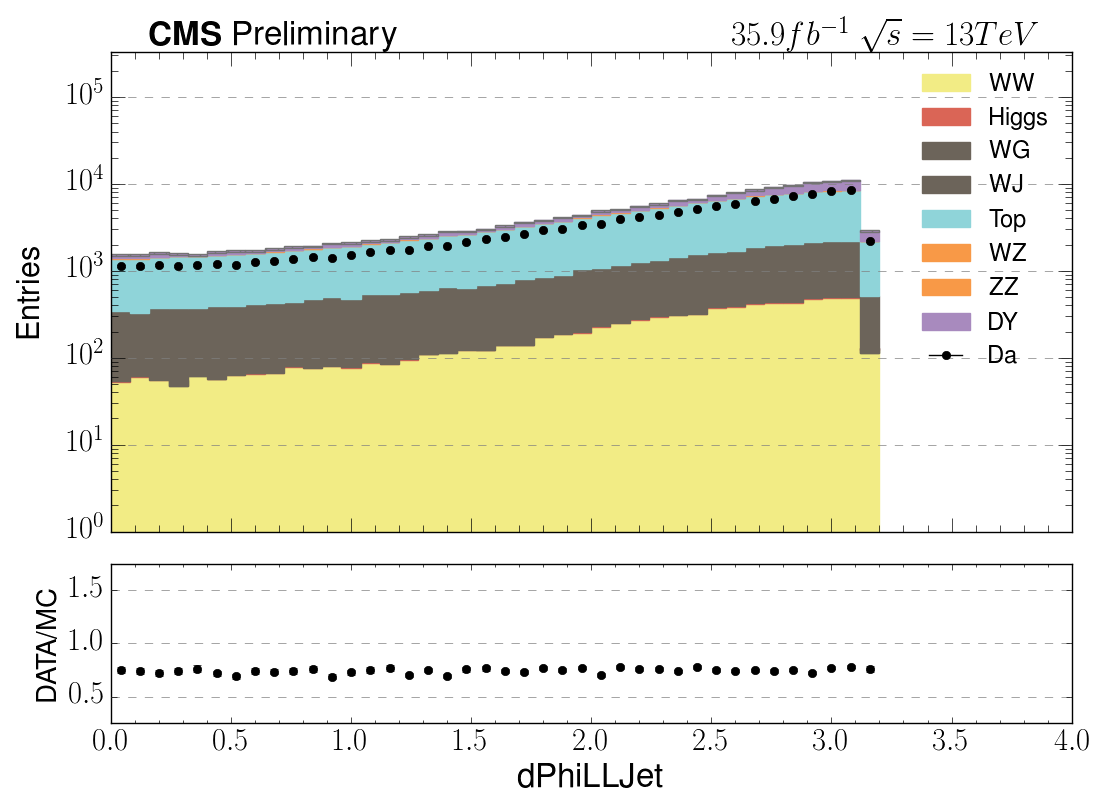 CMS Preliminary 35.9fb⁻¹ √s = 13TeV
WW
Higgs
WG
WJ
Top
WZ
ZZ
DY
Da
Entries
10⁵
10⁴
10³
10²
10¹
10⁰
DATA/MC
1.5
1.0
0.5
0.0 0.5 1.0 1.5 2.0 2.5 3.0 3.5 4.0
dPhiLLJet